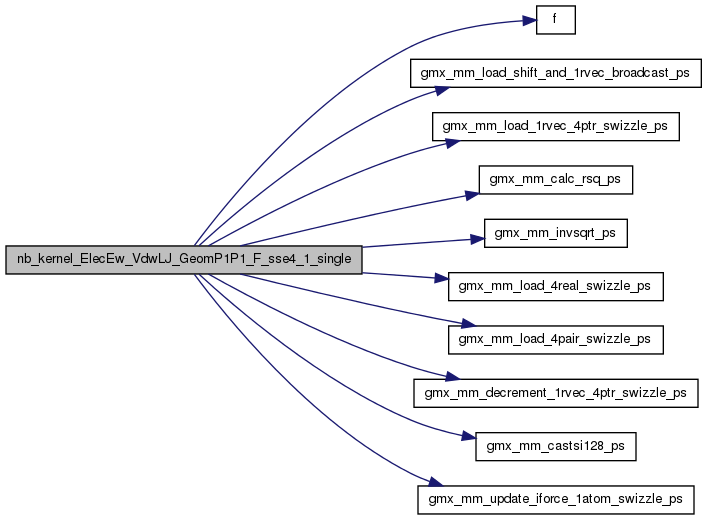 f
gmx_mm_load_shift_and_1rvec_broadcast_ps
gmx_mm_load_1rvec_4ptr_swizzle_ps
gmx_mm_calc_rsq_ps
gmx_mm_invsqrt_ps
nb_kernel_ElecEw_VdwLJ_GeomP1P1_F_sse4_1_single
gmx_mm_load_4real_swizzle_ps
gmx_mm_load_4pair_swizzle_ps
gmx_mm_decrement_1rvec_4ptr_swizzle_ps
gmx_mm_castsi128_ps
gmx_mm_update_iforce_1atom_swizzle_ps